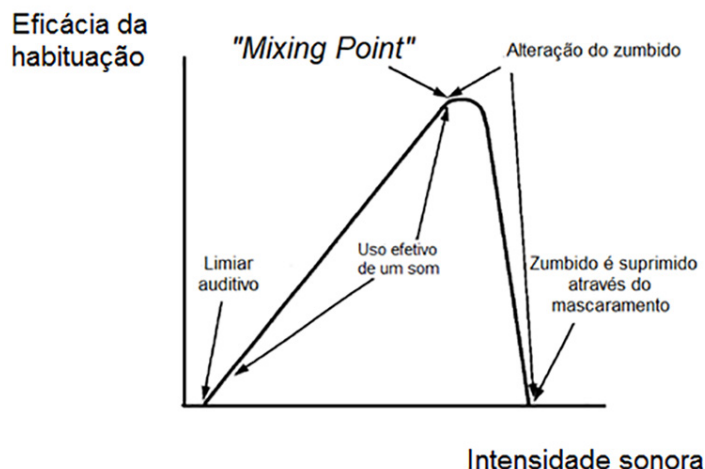 Eficácia da
habituação
"Mixing Point"
Alteração do zumbido
Limiar
auditivo
Uso efetivo
de um som
Zumbido é suprimido
através do
mascaramento
Intensidade sonora